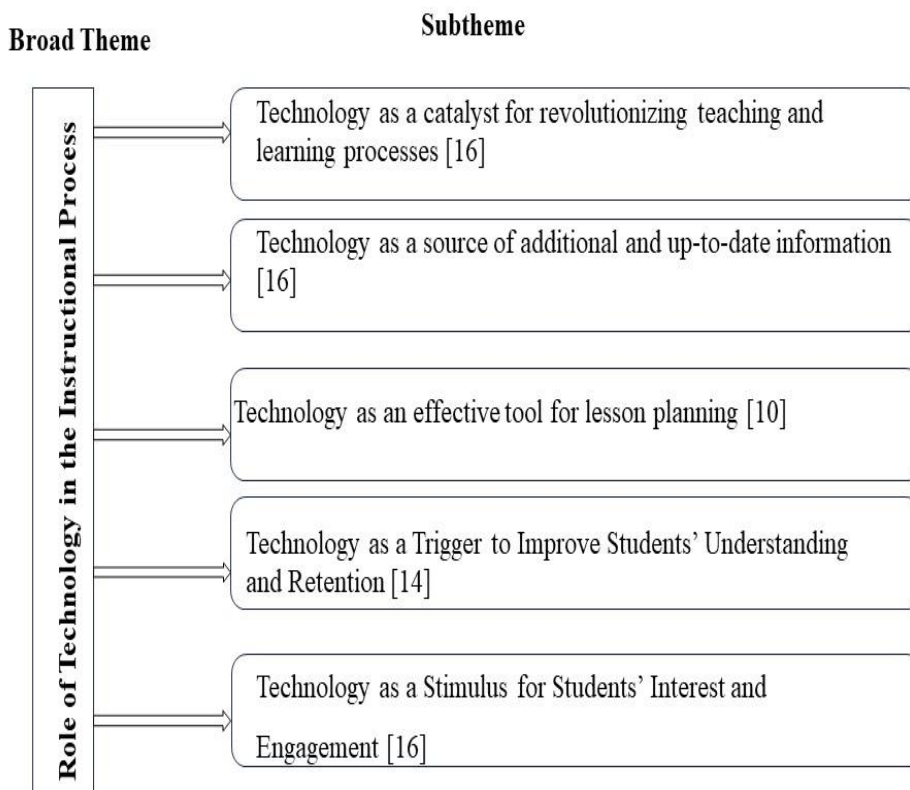 Broad Theme
Subtheme
Role of Technology in the Instructional Process
Technology as a catalyst for revolutionizing teaching and
learning processes [16]
Technology as a source of additional and up-to-date information
[16]
Technology as an effective tool for lesson planning [10]
Technology as a Trigger to Improve Students’ Understanding
and Retention [14]
Technology as a Stimulus for Students’ Interest and
Engagement [16]